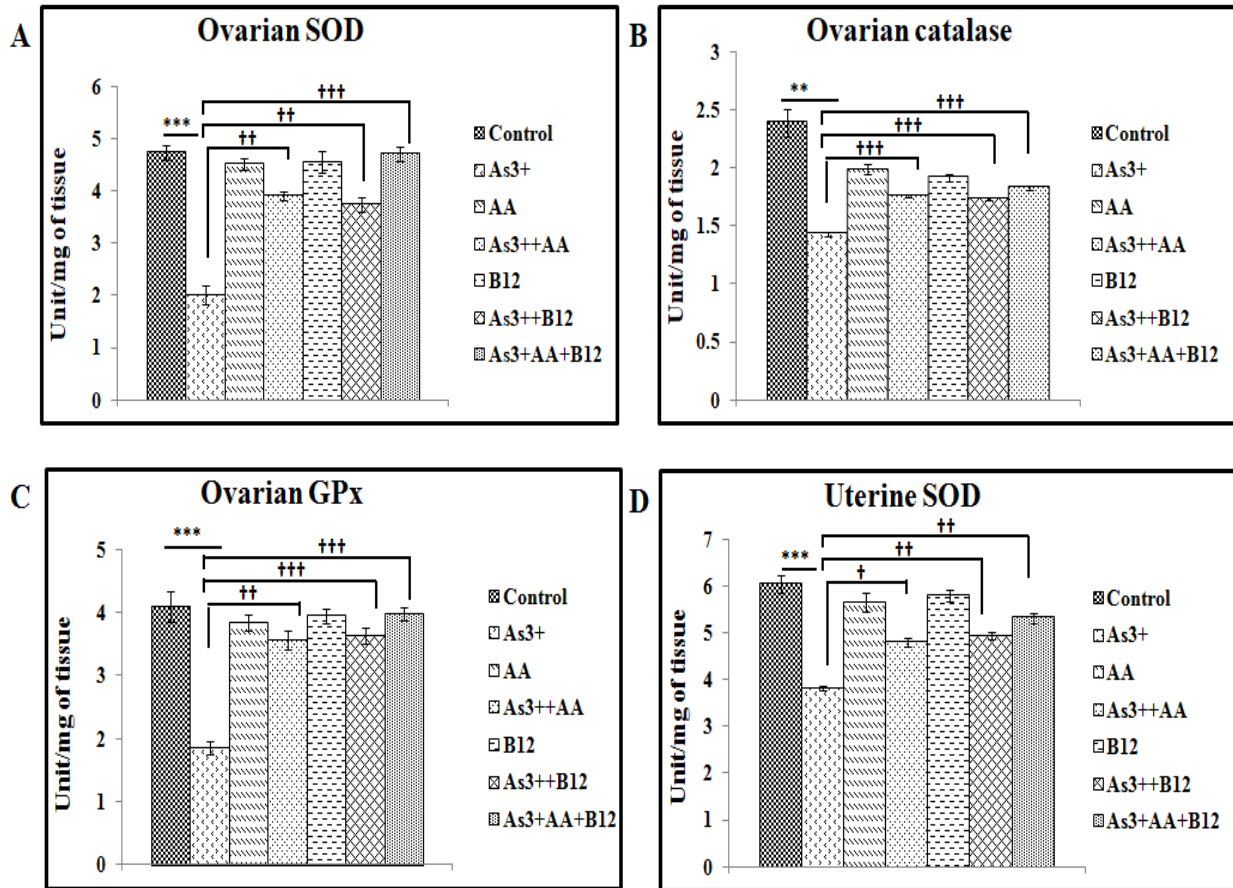 A
Ovarian SOD
Unit/mg of tissue
6
5
4
3
2
1
0
***
††
††
†††
Control
As3+
AA
As3++AA
B12
As3++B12
As3+AA+B12
B
Ovarian catalase
Unit/mg of tissue
3
2.5
2
1.5
1
0.5
0
**
†††
†††
†††
Control
As3+
AA
As3++AA
B12
As3++B12
As3+AA+B12
C
Ovarian GPx
Unit/mg of tissue
5
4
3
2
1
0
***
††
†††
†††
Control
As3+
AA
As3++AA
B12
As3++B12
As3+AA+B12
D
Uterine SOD
Unit/mg of tissue
7
6
5
4
3
2
1
0
***
†
††
††
Control
As3+
AA
As3++AA
B12
As3++B12
As3+AA+B12